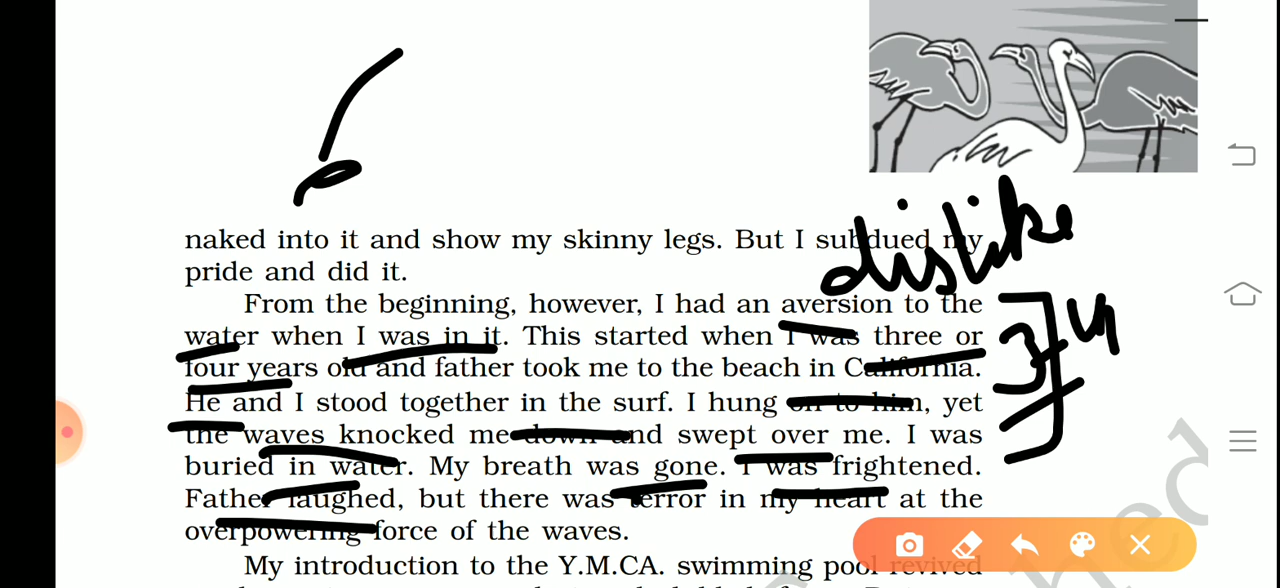 naked into it and show my skinny legs. But I subdued my
pride and did it.
dislike
From the beginning, however, I had an aversion to the
water when I was in it. This started when I was three or
four years old and father took me to the beach in California.
He and I stood together in the surf. I hung on to him, yet
the waves knocked me down and swept over me. I was
buried in water. My breath was gone. I was frightened.
Father laughed, but there was terror in my heart at the
overpowering force of the waves.
My introduction to the Y.M.CA. swimming pool revived